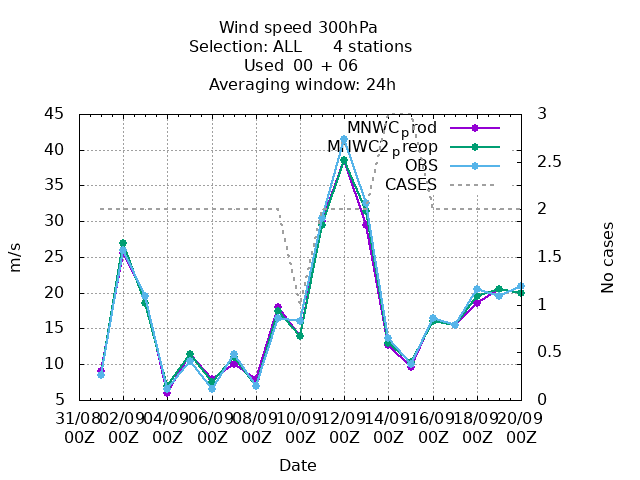 Wind speed 300hPa
Selection: ALL 4 stations
Used 00 + 06
Averaging window: 24h
45 3
MNWCprod
40 MNWC2preop
2.5
OBS
35 CASES
30 2
m/s
25 1.5
No cases
20
1
15
10 0.5
5 0
31/08 02/09 04/09 06/09 08/09 10/09 12/09 14/09 16/09 18/09 20/09
00Z 00Z 00Z 00Z 00Z 00Z 00Z 00Z 00Z 00Z 00Z
Date